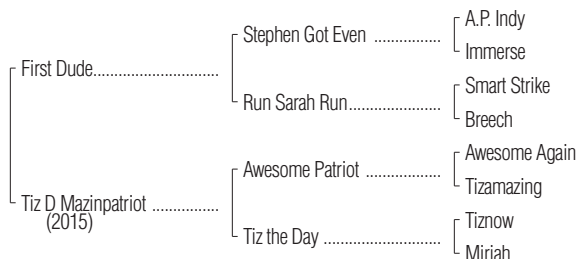 A.P. Indy
Stephen Got Even ..................
Immerse
First Dude..................................
Smart Strike
Run Sarah Run.........................
Breech
Awesome Again
Awesome Patriot ....................
Tizamazing
Tiz D Mazinpatriot ..................
(2015)
Tiznow
Tiz the Day ...............................
Miriah